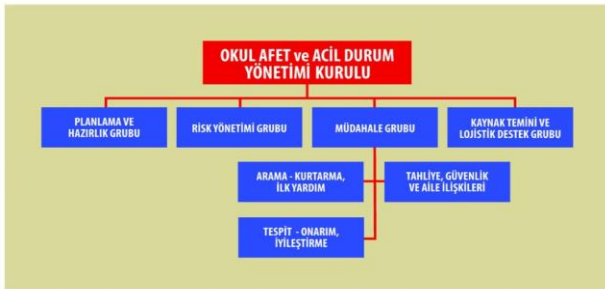 OKUL AFET ve ACİL DURUM
YÖNETİMİ KURULU
PLANLAMA VE
HAZIRLIK GRUBU
RİSK YÖNETİMİ GRUBU
MÜDAHALE GRUBU
KAYNAK TEMİNİ VE
LOJİSTİK DESTEK GRUBU
ARAMA - KURTARMA,
İLK YARDIM
TAHLİYE, GÜVENLİK
VE AİLE İLİŞKİLERİ
TESPİT - ONARIM,
İYİLEŞTİRME